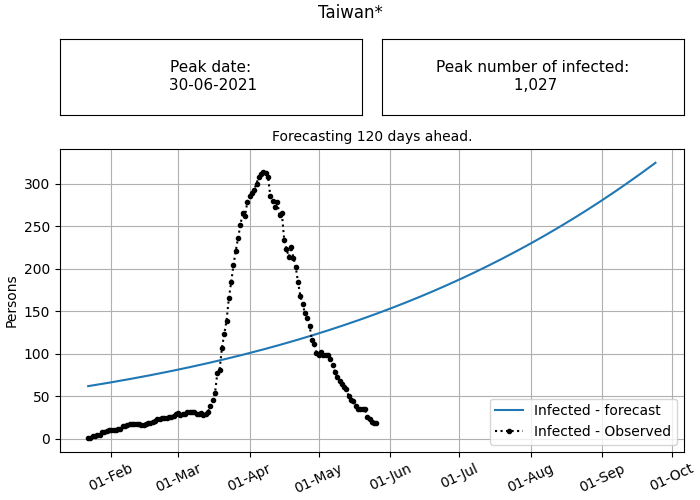 Taiwan*
Peak date:
30-06-2021
Peak number of infected:
1,027
Forecasting 120 days ahead.
Persons
300
250
200
150
100
50
0
Infected - forecast
Infected - Observed
01-Feb
01-Mar
01-Apr
01-May
01-Jun
01-Jul
01-Aug
01-Sep
01-Oct